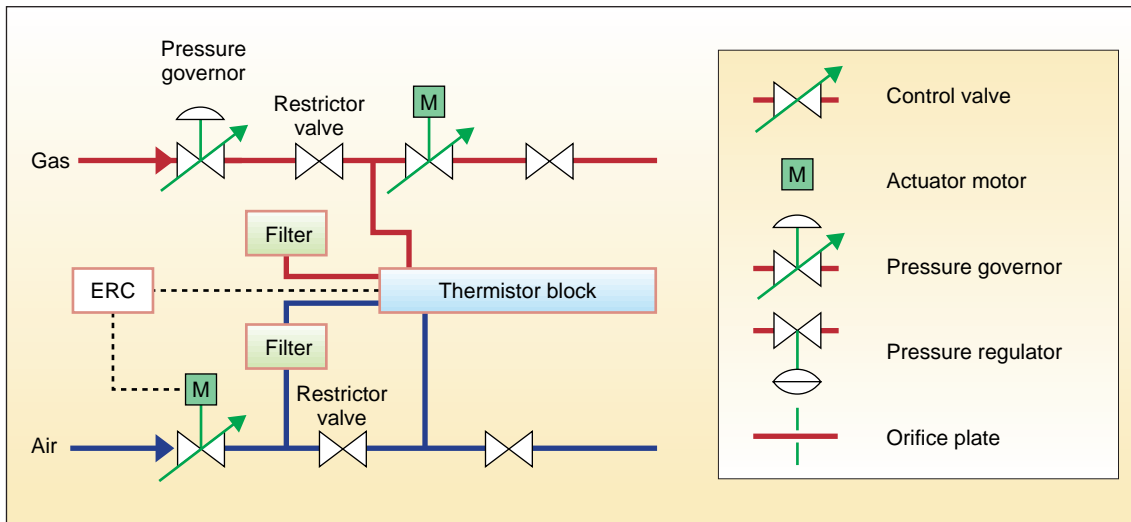 Pressure
governor
Restrictor
valve
M
Gas
Filter
ERC
Thermistor block
Filter
M
Restrictor
valve
Air
Control valve
M
Actuator motor
Pressure governor
Pressure regulator
Orifice plate